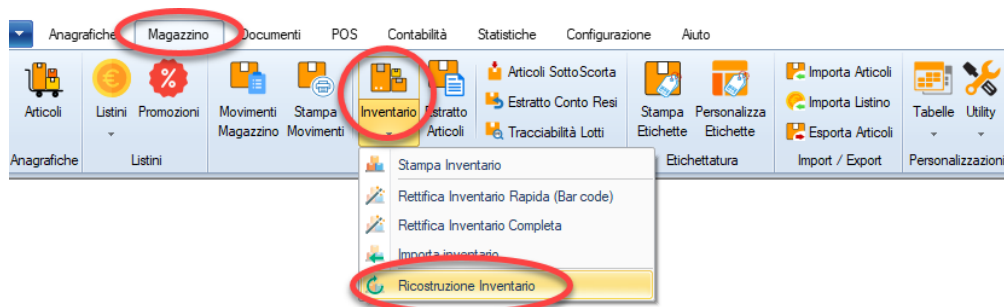 Anagrafiche Magazzino Documenti POS Contabilità Statistiche Configurazione Aiuto
Articoli
Listini
Promozioni
Movimenti
Magazzino
Stampa
Movimenti
Inventario
Estratto
Articoli
Articoli SottoScorta
Estratto Conto Resi
Tracciabilità Lotti
Stampa
Etichette
Personalizza
Etichette
Importa Articoli
Importa Listino
Esporta Articoli
Tabelle
Utility
Anagrafiche
Listini
Etichettatura
Import / Export
Personalizzazioni
Stampa Inventario
Rettifica Inventario Rapida (Bar code)
Rettifica Inventario Completa
Importa inventario
Ricostruzione Inventario